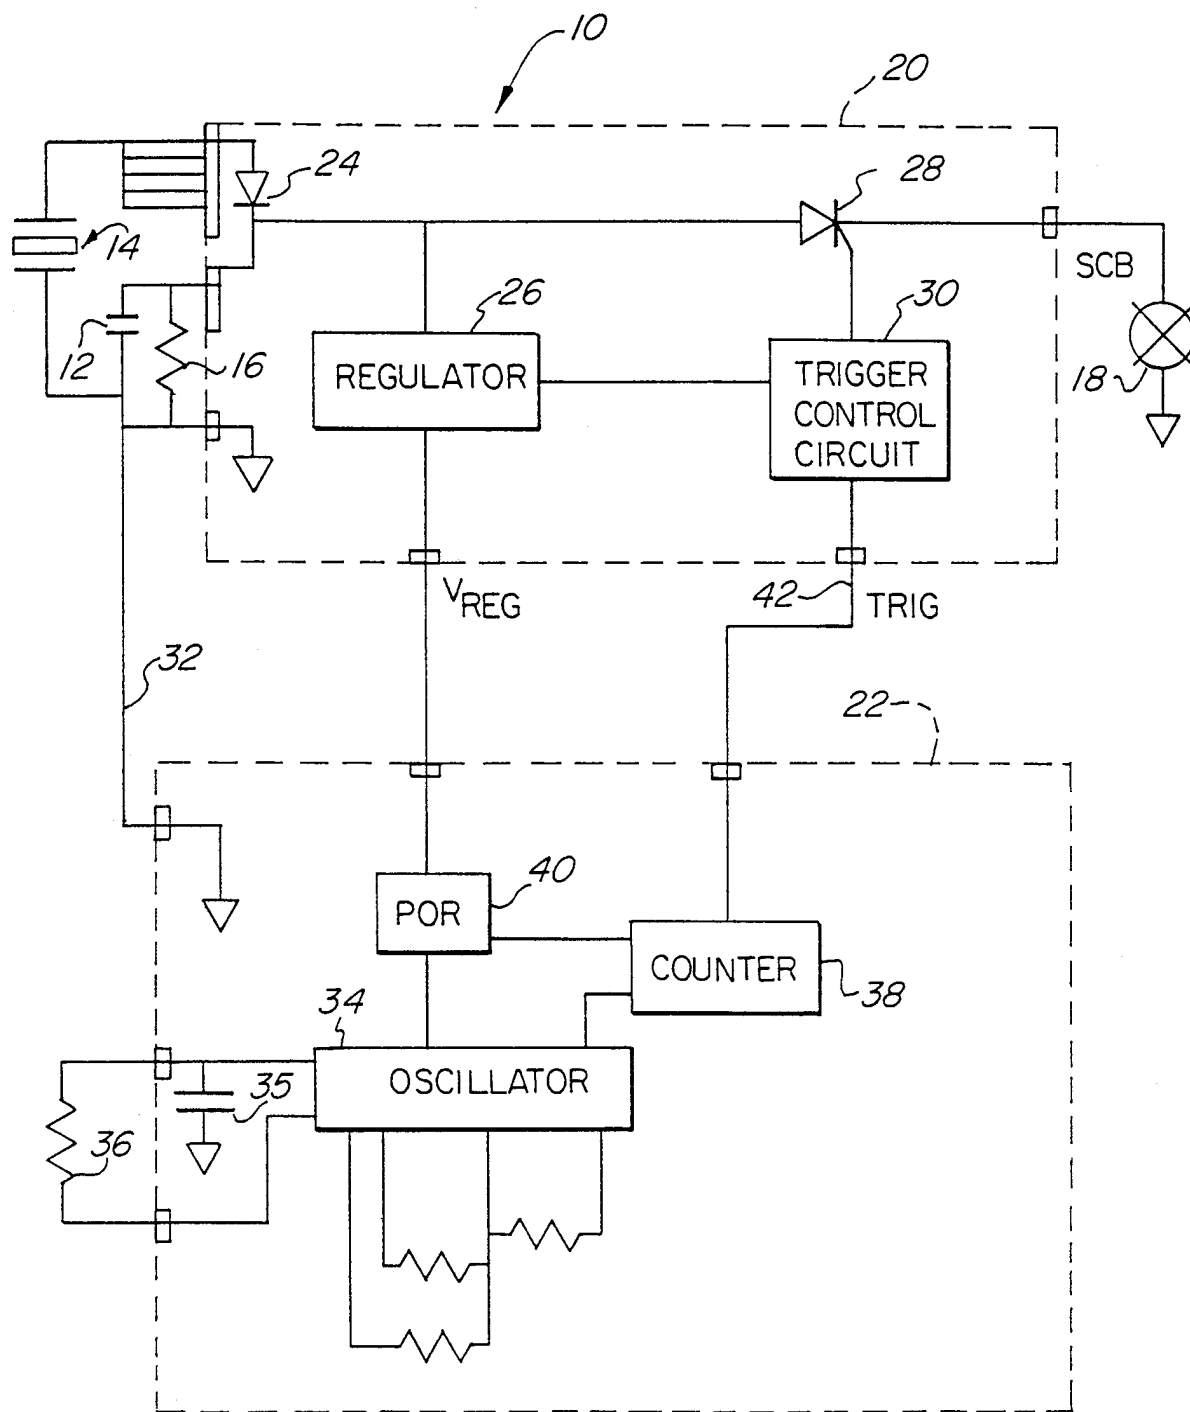 10
20
24
28
14
SCB
26
30
12
16
REGULATOR
TRIGGER
CONTROL
CIRCUIT
18
VREG
42
TRIG
32
22
40
POR
COUNTER
38
34
OSCILLATOR
35
36